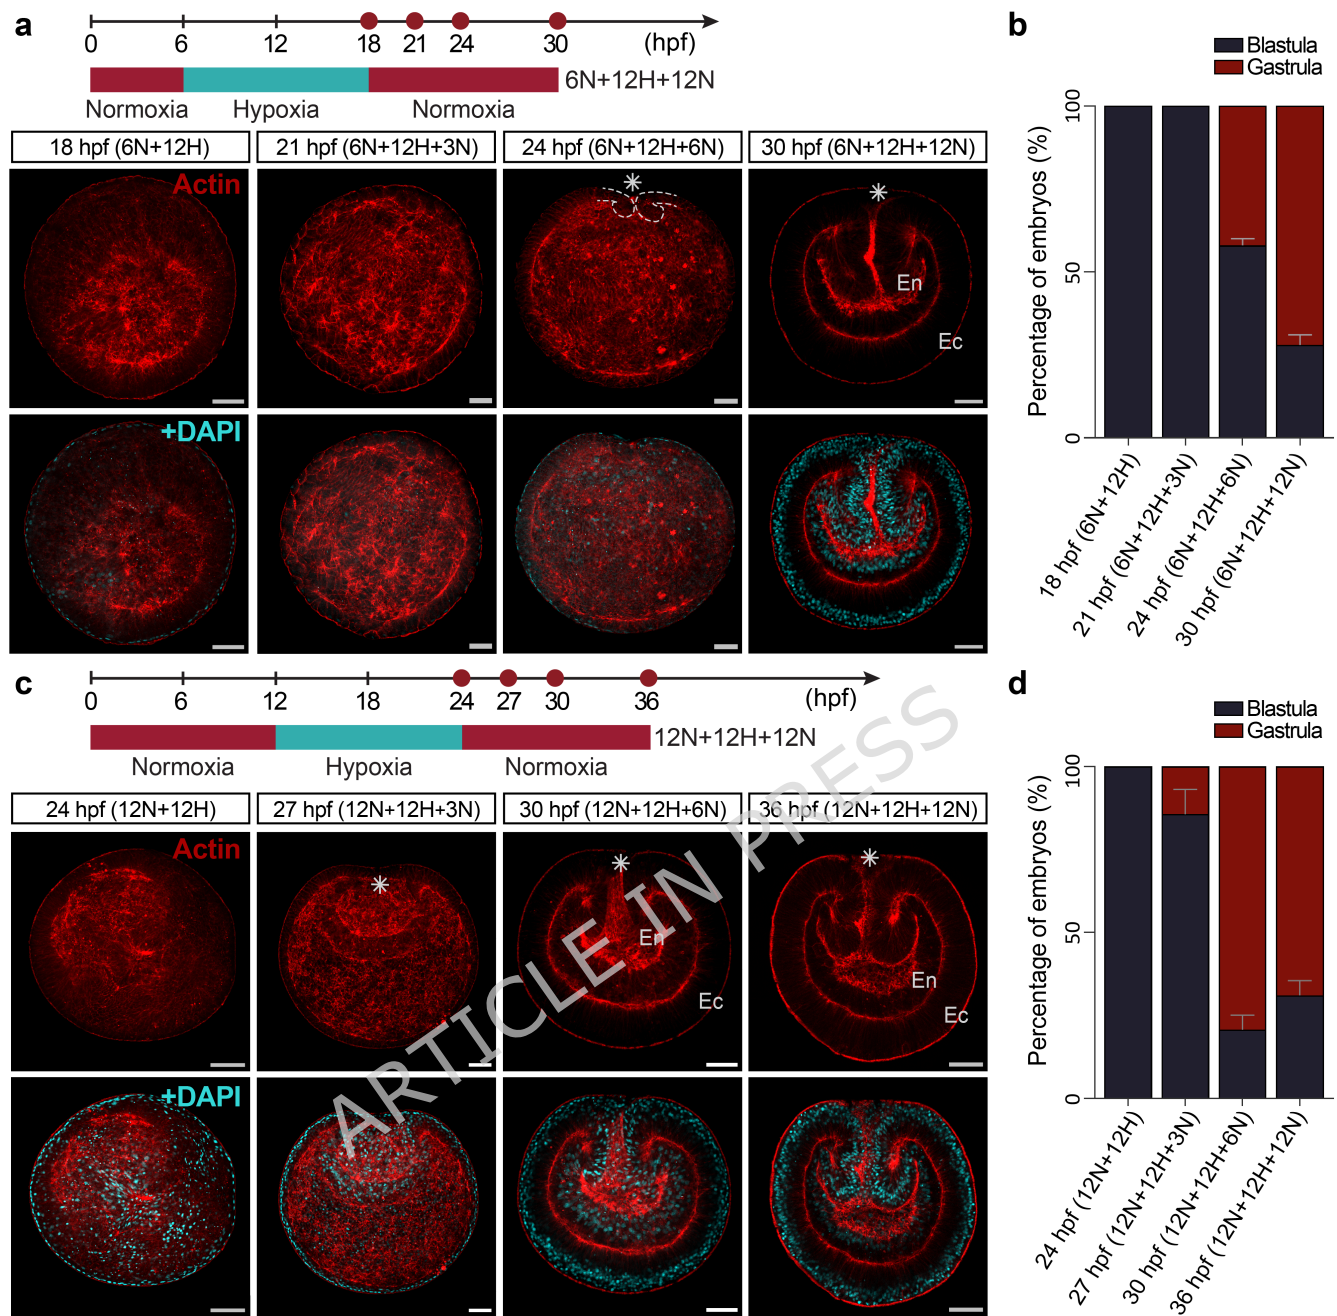 a
0 6 12 18 21 24 30 (hpf)
6N+12H+12N
Normoxia Hypoxia Normoxia
18 hpf (6N+12H) 21 hpf (6N+12H+3N) 24 hpf (6N+12H+6N) 30 hpf (6N+12H+12N)
Actin
*
*
En
Ec
+DAPI
b
Blastula
Gastrula
Percentage of embryos (%)
100
50
0
18 hpf (6N+12H)
21 hpf (6N+12H+3N)
24 hpf (6N+12H+6N)
30 hpf (6N+12H+12N)
c
0 6 12 18 24 27 30 36 (hpf)
12N+12H+12N
Normoxia Hypoxia Normoxia
24 hpf (12N+12H) 27 hpf (12N+12H+3N) 30 hpf (12N+12H+6N) 36 hpf (12N+12H+12N)
Actin
*
*
*
En
Ec
En
Ec
+DAPI
ARTICLE IN PRESS
d
Blastula
Gastrula
Percentage of embryos (%)
100
50
0
24 hpf (12N+12H)
27 hpf (12N+12H+3N)
30 hpf (12N+12H+6N)
36 hpf (12N+12H+12N)